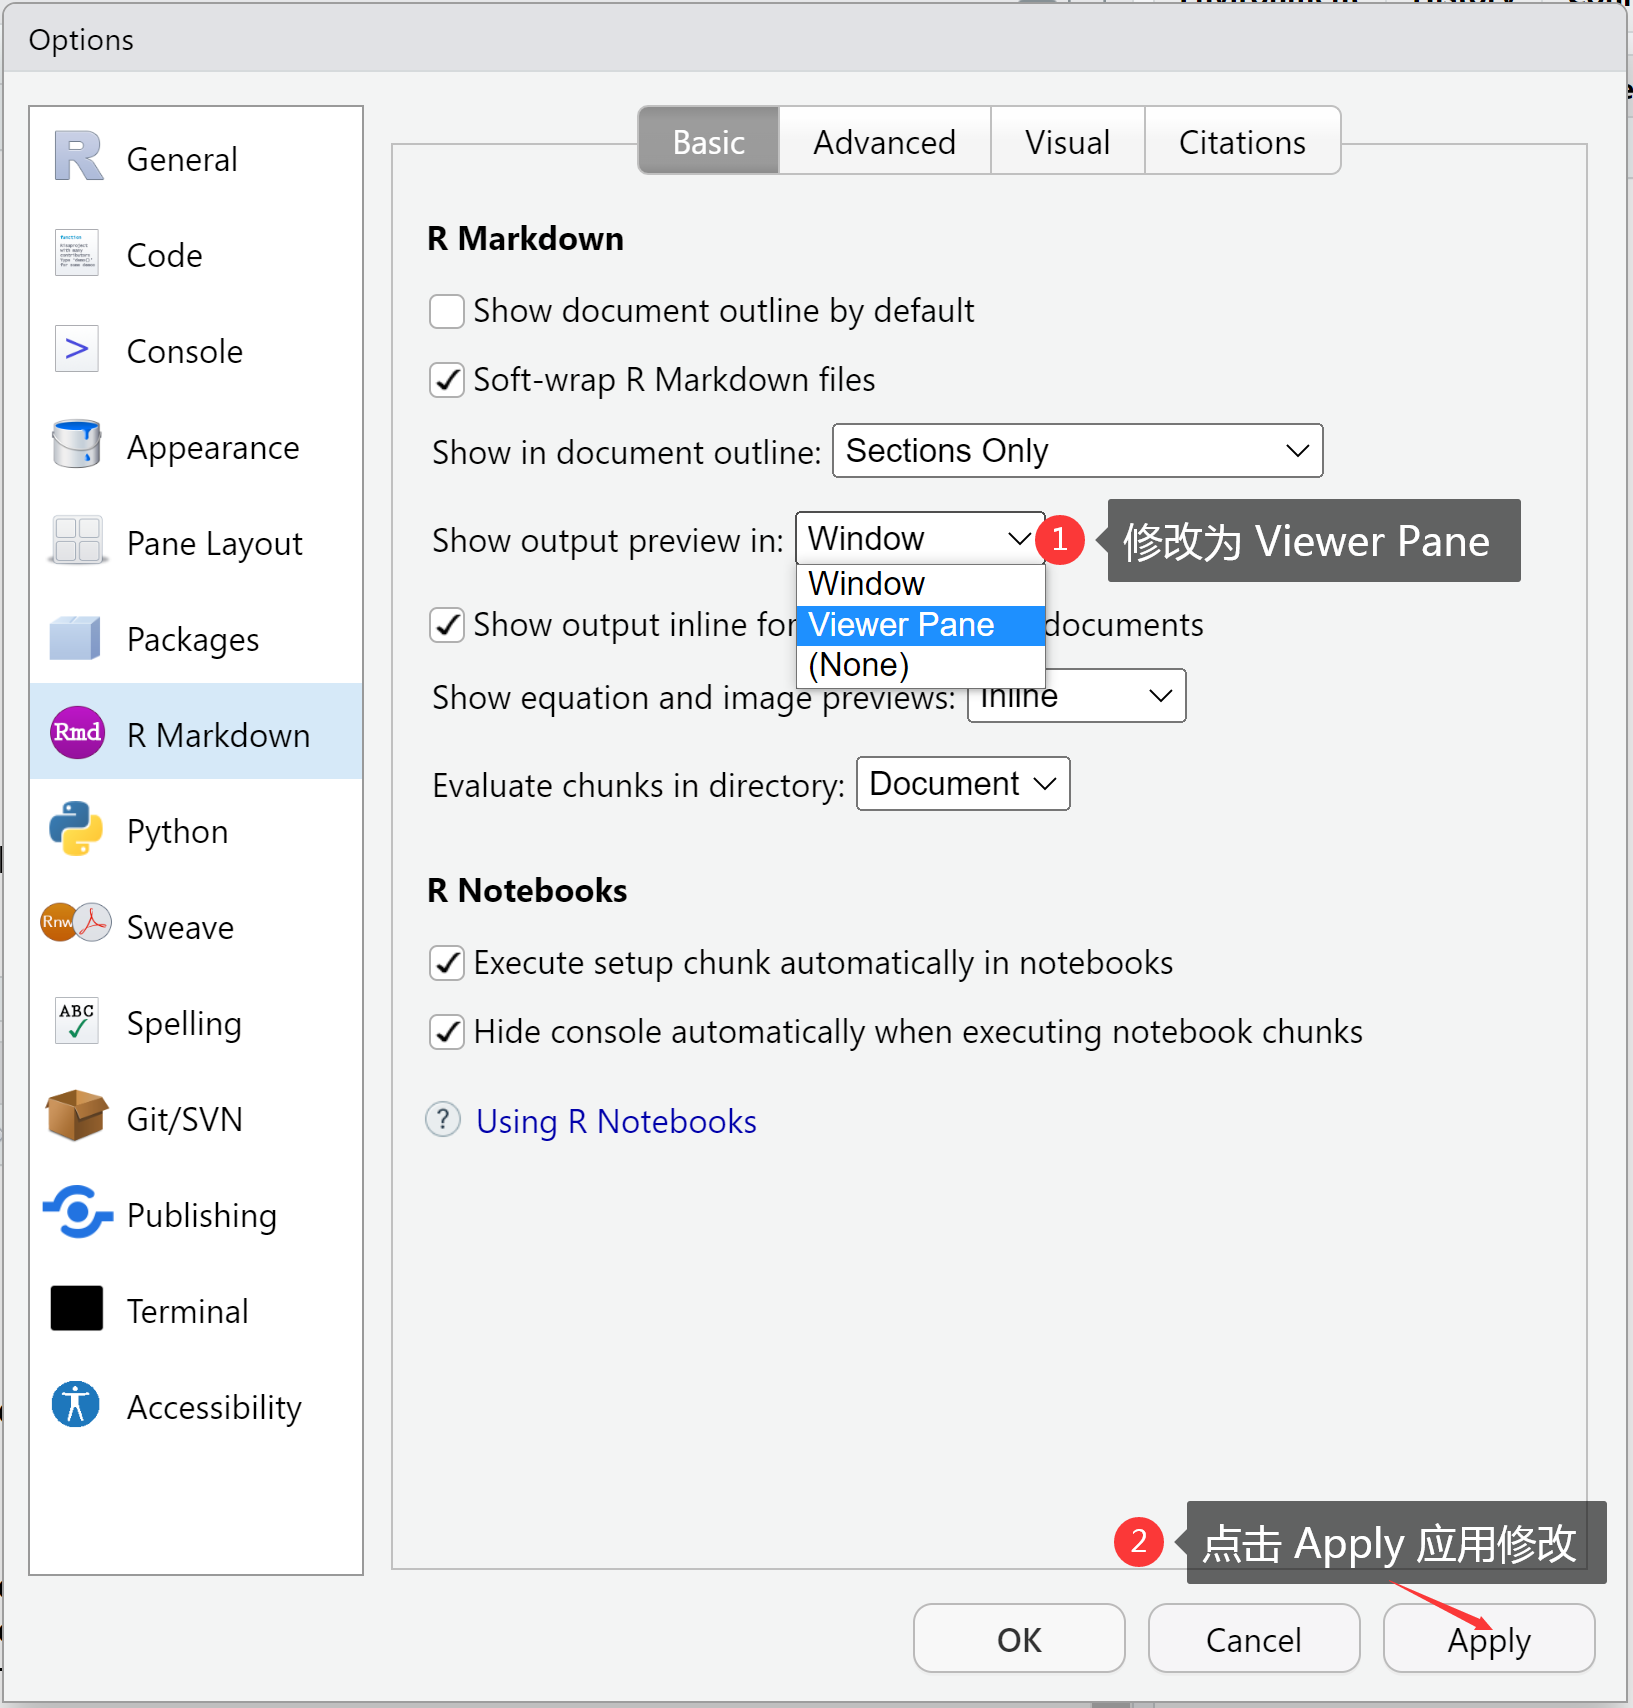 Options
General
Code
Console
Appearance
Pane Layout
Packages
Rmd R Markdown
Python
Rnw Sweave
ABC Spelling
Git/SVN
Publishing
Terminal
Accessibility
Basic Advanced Visual Citations
R Markdown
Show document outline by default
Soft-wrap R Markdown files
Show in document outline: Sections Only
Show output preview in: Window 1 修改为 Viewer Pane
Window
Show output inline for Viewer Pane documents
(None)
Show equation and image previews: Inline
Evaluate chunks in directory: Document
R Notebooks
Execute setup chunk automatically in notebooks
Hide console automatically when executing notebook chunks
? Using R Notebooks
2 点击 Apply 应用修改
OK Cancel Apply